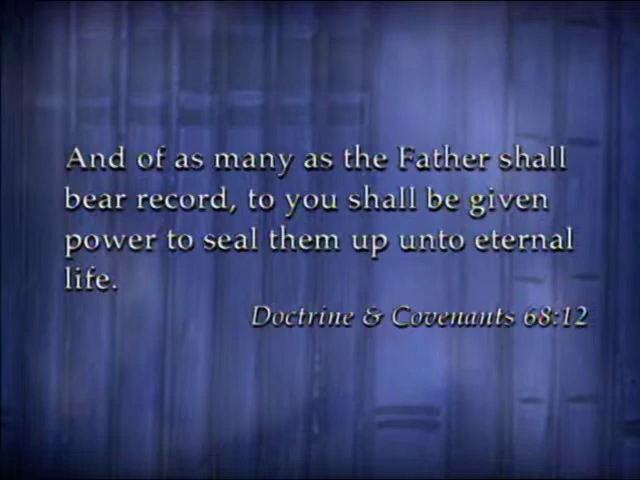 And of as many as the Father shall
bear record, to you shall be given
power to seal them up unto eternal
life.
Doctrine & Covenants 68:12